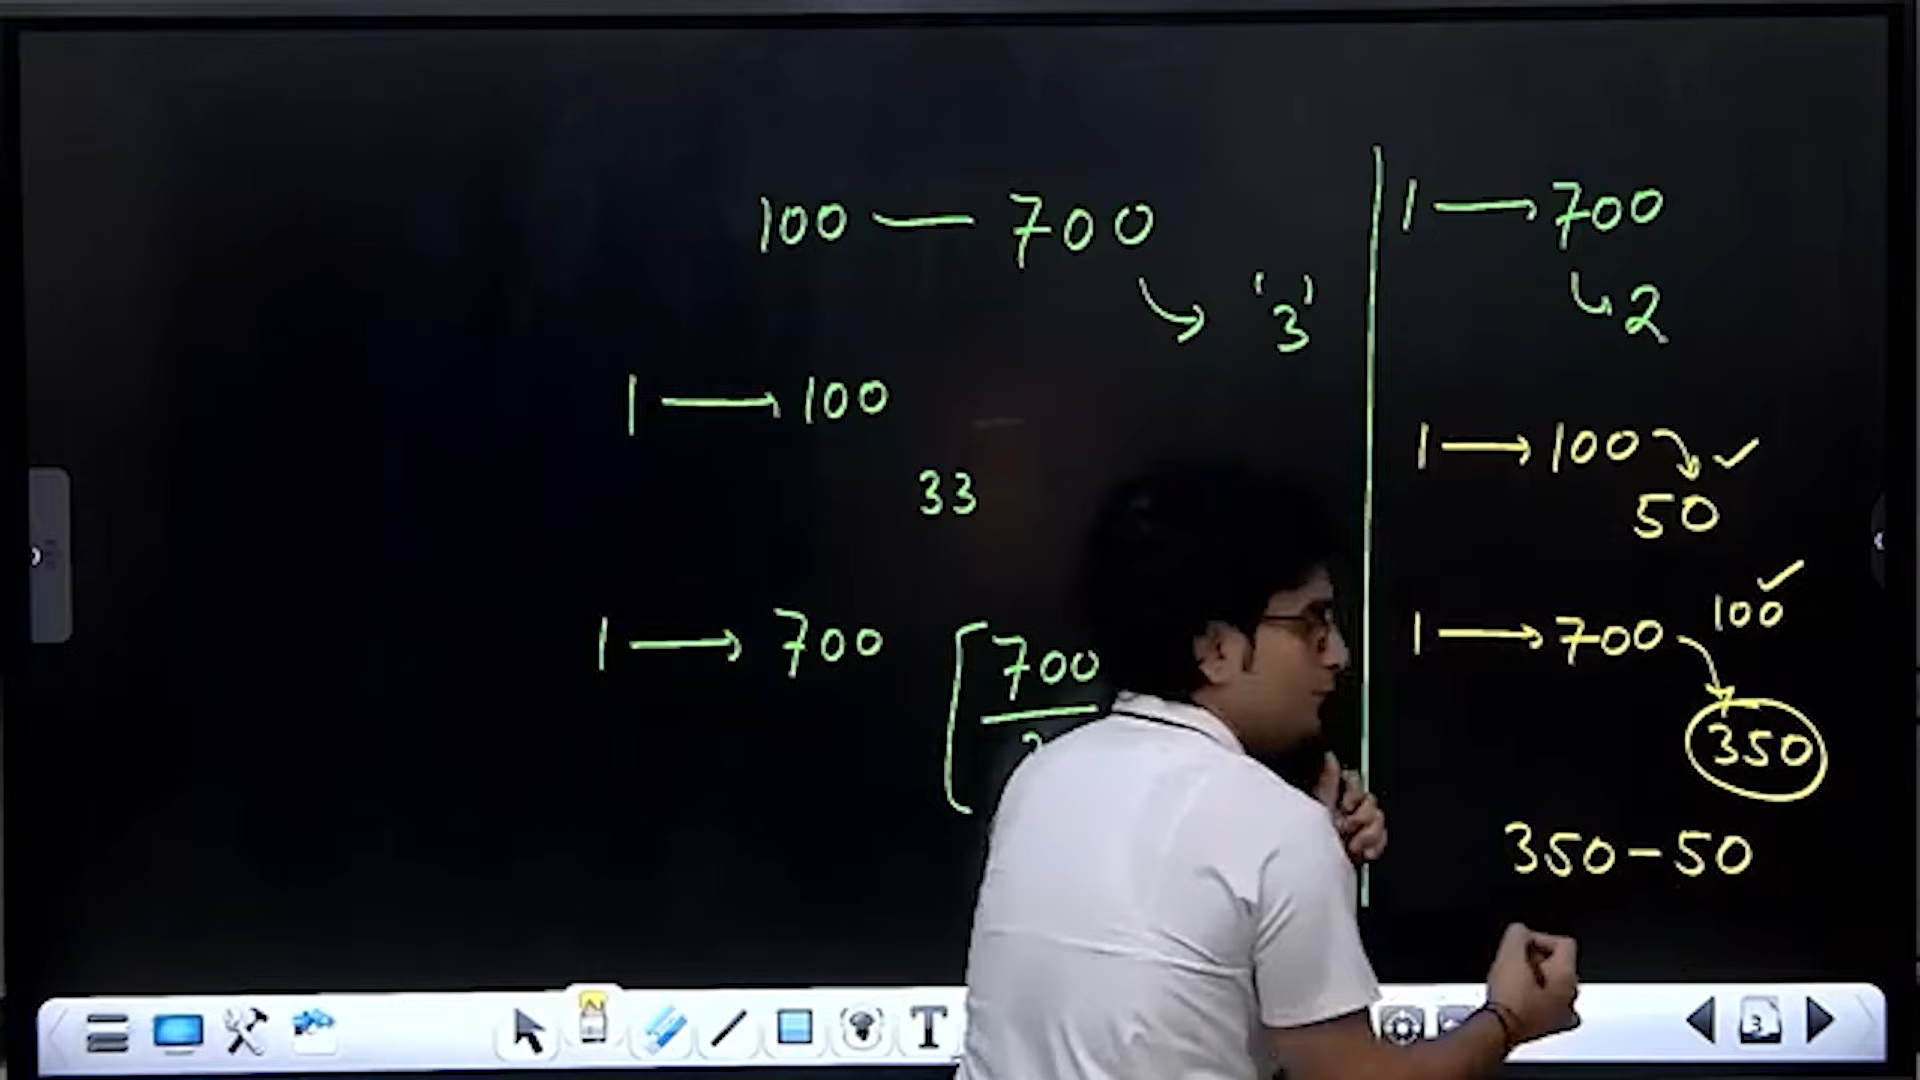 100 — 700
→ '3'
1 → 100
33
1 → 700
700
1 → 700
↳ 2
1 → 100 ✓
50
100 ✓
1 → 700
350
350 - 50
T
3